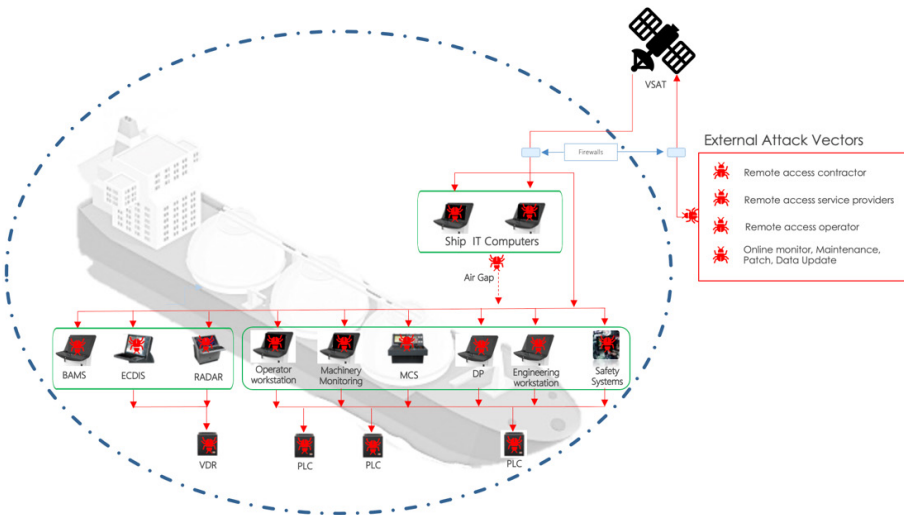 VSAT
External Attack Vectors
Firewalls
Remote access contractor
Remote access service providers
Remote access operator
Online monitor, Maintenance,
Patch, Data Update
Ship IT Computers
Air Gap
BAMS
ECDIS
RADAR
Operator
workstation
Machinery
Monitoring
MCS
DP
Engineering
workstation
Safety
Systems
VDR
PLC
PLC
PLC